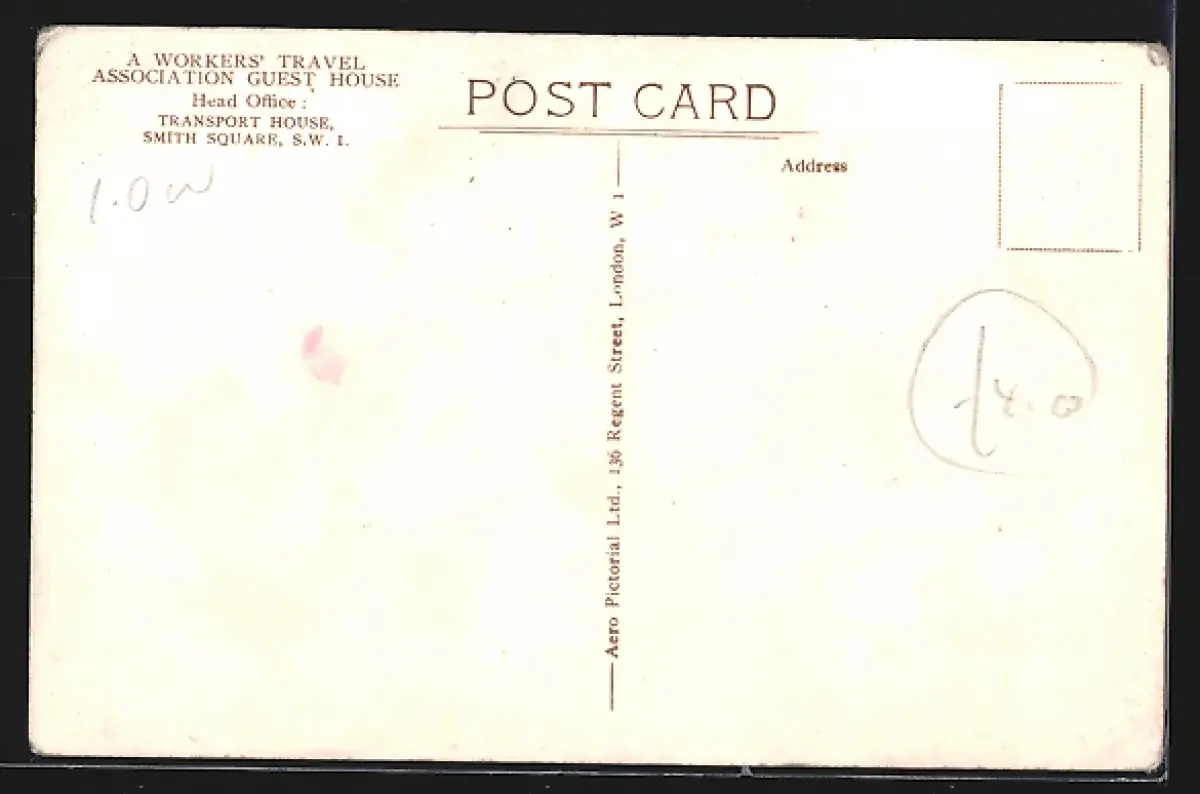 A WORKERS' TRAVEL
ASSOCIATION GUEST HOUSE
Head Office :
TRANSPORT HOUSE,
SMITH SQUARE, S.W. 1.
POST CARD
Address
Aero Pictorial Ltd., 136 Regent Street, London, W 1